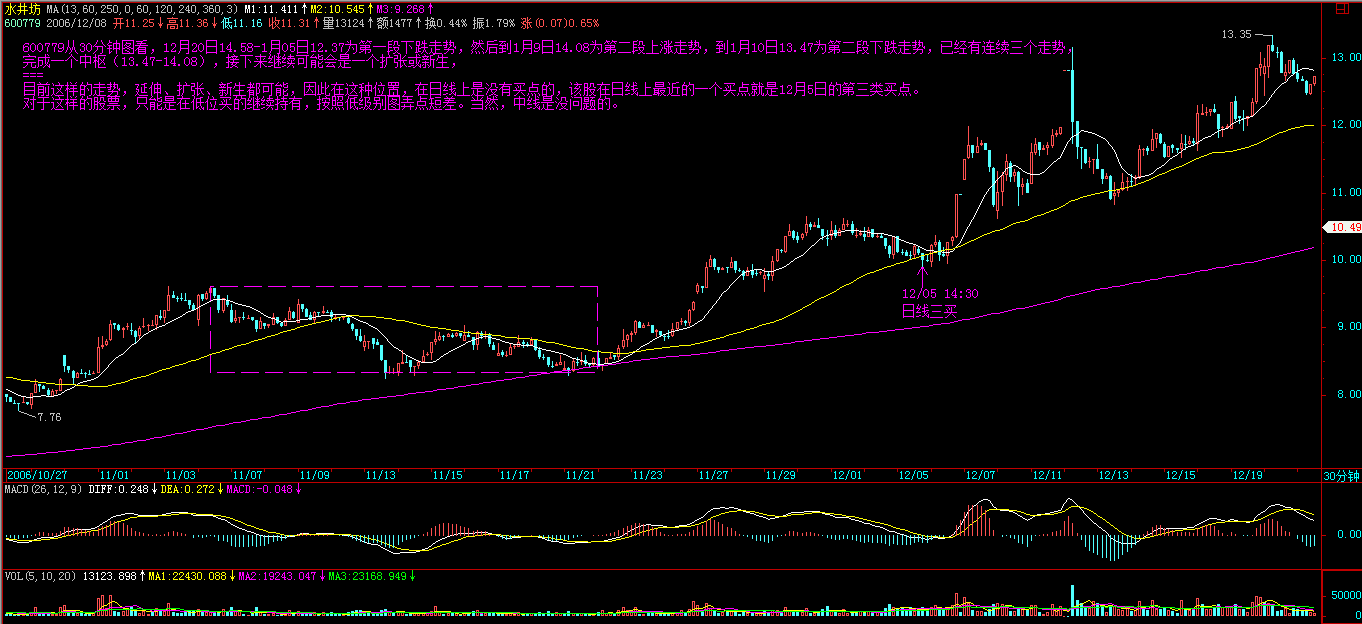 水井坊 MA(13,60,250,0,60,120,240,360,3) M1:11.411↑M2:10.545↑M3:9.268↑
600779 2006/12/08 开11.25↓高11.36↓低11.16 收11.31↑量13124↑额1477↑换0.44% 振1.79% 涨(0.07)0.65%
600779从30分钟图看，12月20日14.58-1月05日12.37为第一段下跌走势，然后到1月9日14.08为第二段上涨走势，到1月10日13.47为第二段下跌走势，已经有连续三个走势，
完成一个中枢（13.47-14.08），接下来继续可能会是一个扩张或新生，
===
目前这样的走势，延伸、扩张、新生都可能，因此在这种位置，在日线上是没有买点的，该股在日线上最近的一个买点就是12月5日的第三类买点。
对于这样的股票，只能是在低位买的继续持有，按照低级别图弄点短差。当然，中线是没问题的。
13.35
13.00
12.00
11.00
10.49
10.00
12/05 14:30
日线三买
9.00
8.00
7.76
2006/10/27 11/01 11/03 11/07 11/09 11/13 11/15 11/17 11/21 11/23 11/27 11/29 12/01 12/05 12/07 12/11 12/13 12/15 12/19 30分钟
MACD(26,12,9) DIFF:0.248↓DEA:0.272↓MACD:-0.048↓
0.00
VOL(5,10,20) 13123.898↑MA1:22430.088↓MA2:19243.047↓MA3:23168.949↓
50000
0